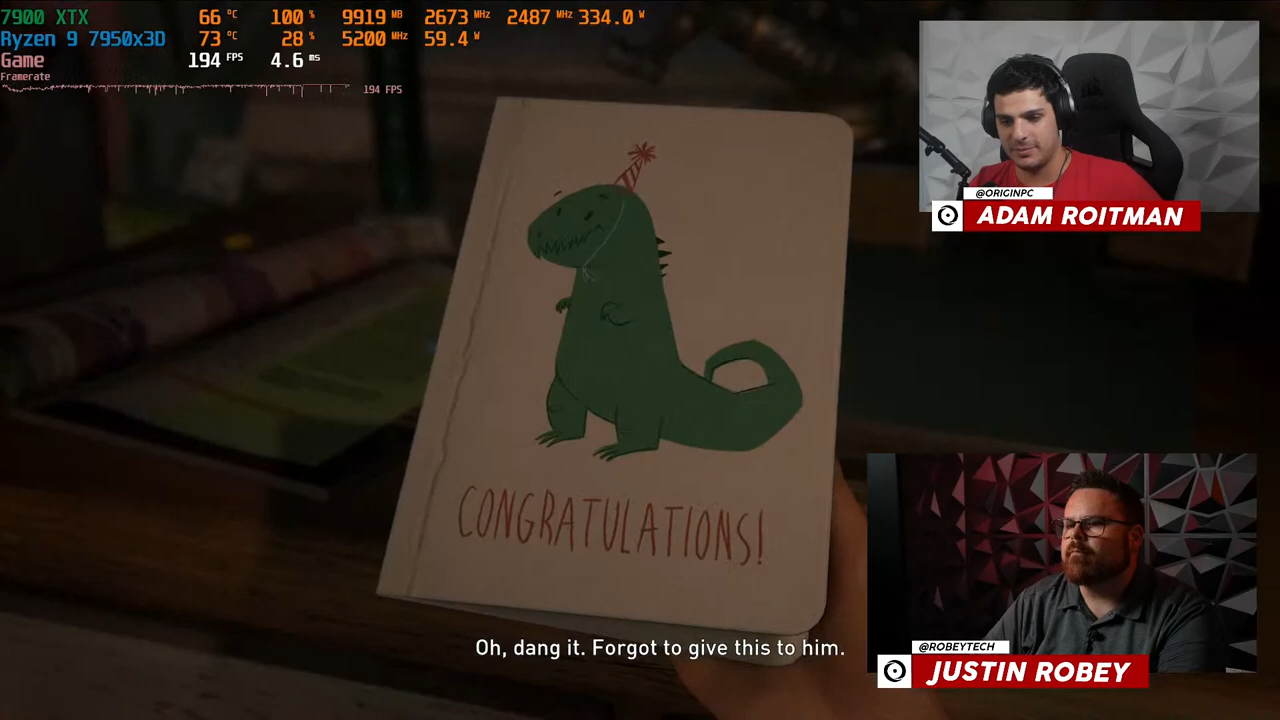 7900 XTX 66 °C 100 % 9919 MB 2673 MHz 2487 MHz 334.0 W
Ryzen 9 7950x3D 73 °C 28 % 5200 MHz 59.4 W
Game 194 FPS 4.6 ms
Framerate
194 FPS
@ORIGINPC
ADAM ROITMAN
CONGRATULATIONS!
Oh, dang it. Forgot to give this to him.
@ROBEYTECH
JUSTIN ROBEY